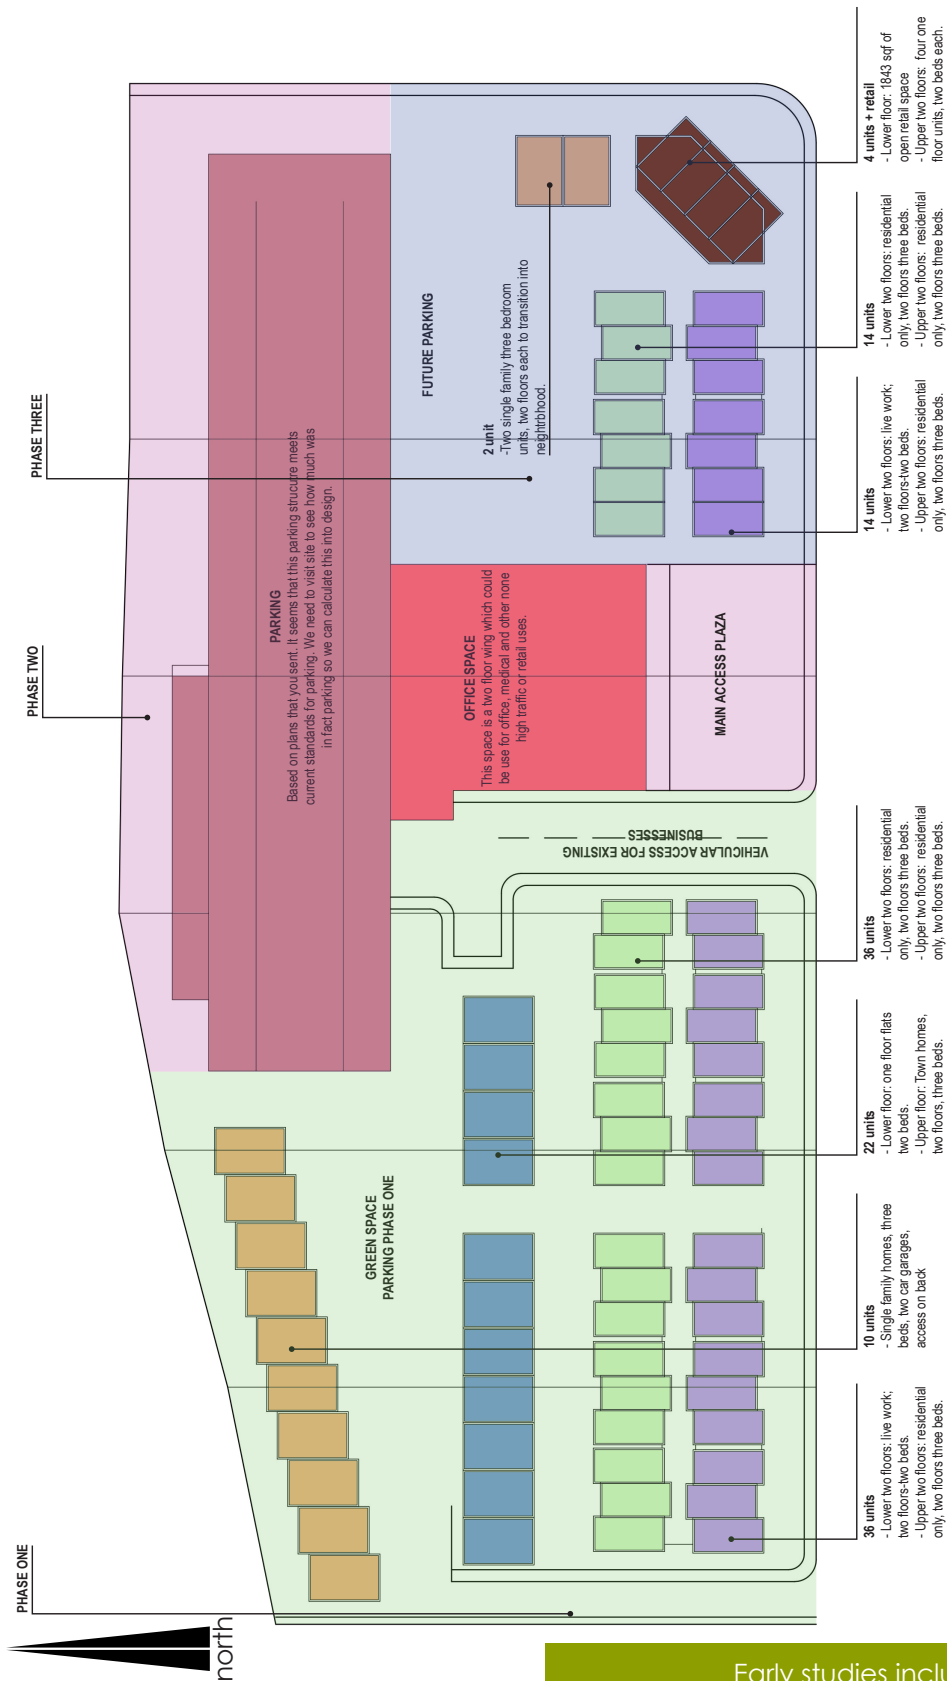 PHASE ONE
PHASE TWO
PHASE THREE
north
PARKING
Based on plans that you sent. It seems that this parking strucutre meets
current standards for parking. We need to visit site to see how much was
in fact parking so we can calculate this into design.
GREEN SPACE
PARKING PHASE ONE
OFFICE SPACE
This space is a two floor wing which could
be use for office, medical and other none
high traffic or retail uses.
FUTURE PARKING
2 unit
-Two single family three bedroom
units, two floors each to transition into
neightrbhood.
VEHICULAR ACCESS FOR EXISTING
BUSINESSES
MAIN ACCESS PLAZA
36 units
- Lower two floors: live work;
two floors-two beds.
- Upper two floors: residential
only, two floors three beds.
10 units
- Single family homes, three
beds, two car garages,
access on back
22 units
- Lower floor: one floor flats
two beds.
- Upper floor: Town homes,
two floors, three beds.
36 units
- Lower two floors: residential
only, two floors three beds.
- Upper two floors: residential
only, two floors three beds.
14 units
- Lower two floors: live work;
two floors-two beds.
- Upper two floors: residential
only, two floors three beds.
14 units
- Lower two floors: residential
only, two floors three beds.
- Upper two floors: residential
only, two floors three beds.
4 units + retail
- Lower floor: 1843 sqf of
open retail space
- Upper two floors: four one
floor units, two beds each.
Early studies inclu